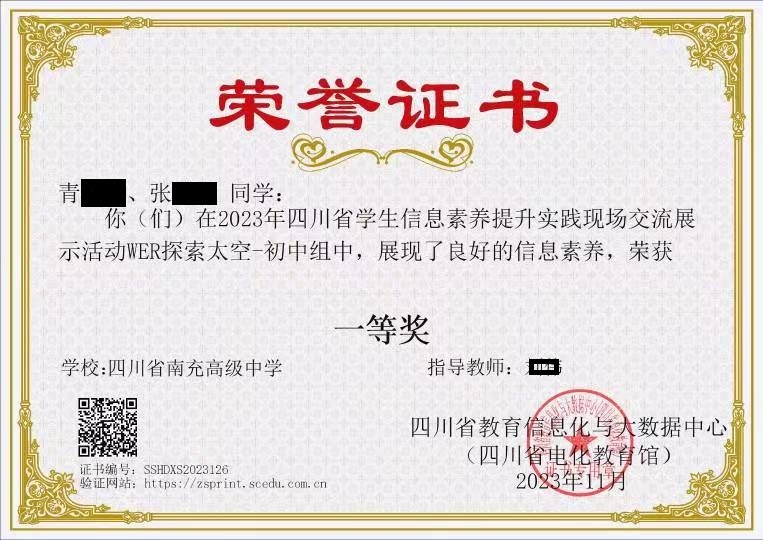 荣誉证书
青 、张 同学：
你（们）在2023年四川省学生信息素养提升实践现场交流展
示活动WER探索太空-初中组中，展现了良好的信息素养，荣获
一等奖
学校:四川省南充高级中学 指导教师：
四川省教育信息化与大数据中心
（四川省电化教育馆）
2023年11月
证书专用章
证书编号：SSHDXS2023126
验证网站：https://zsprint.scedu.com.cn